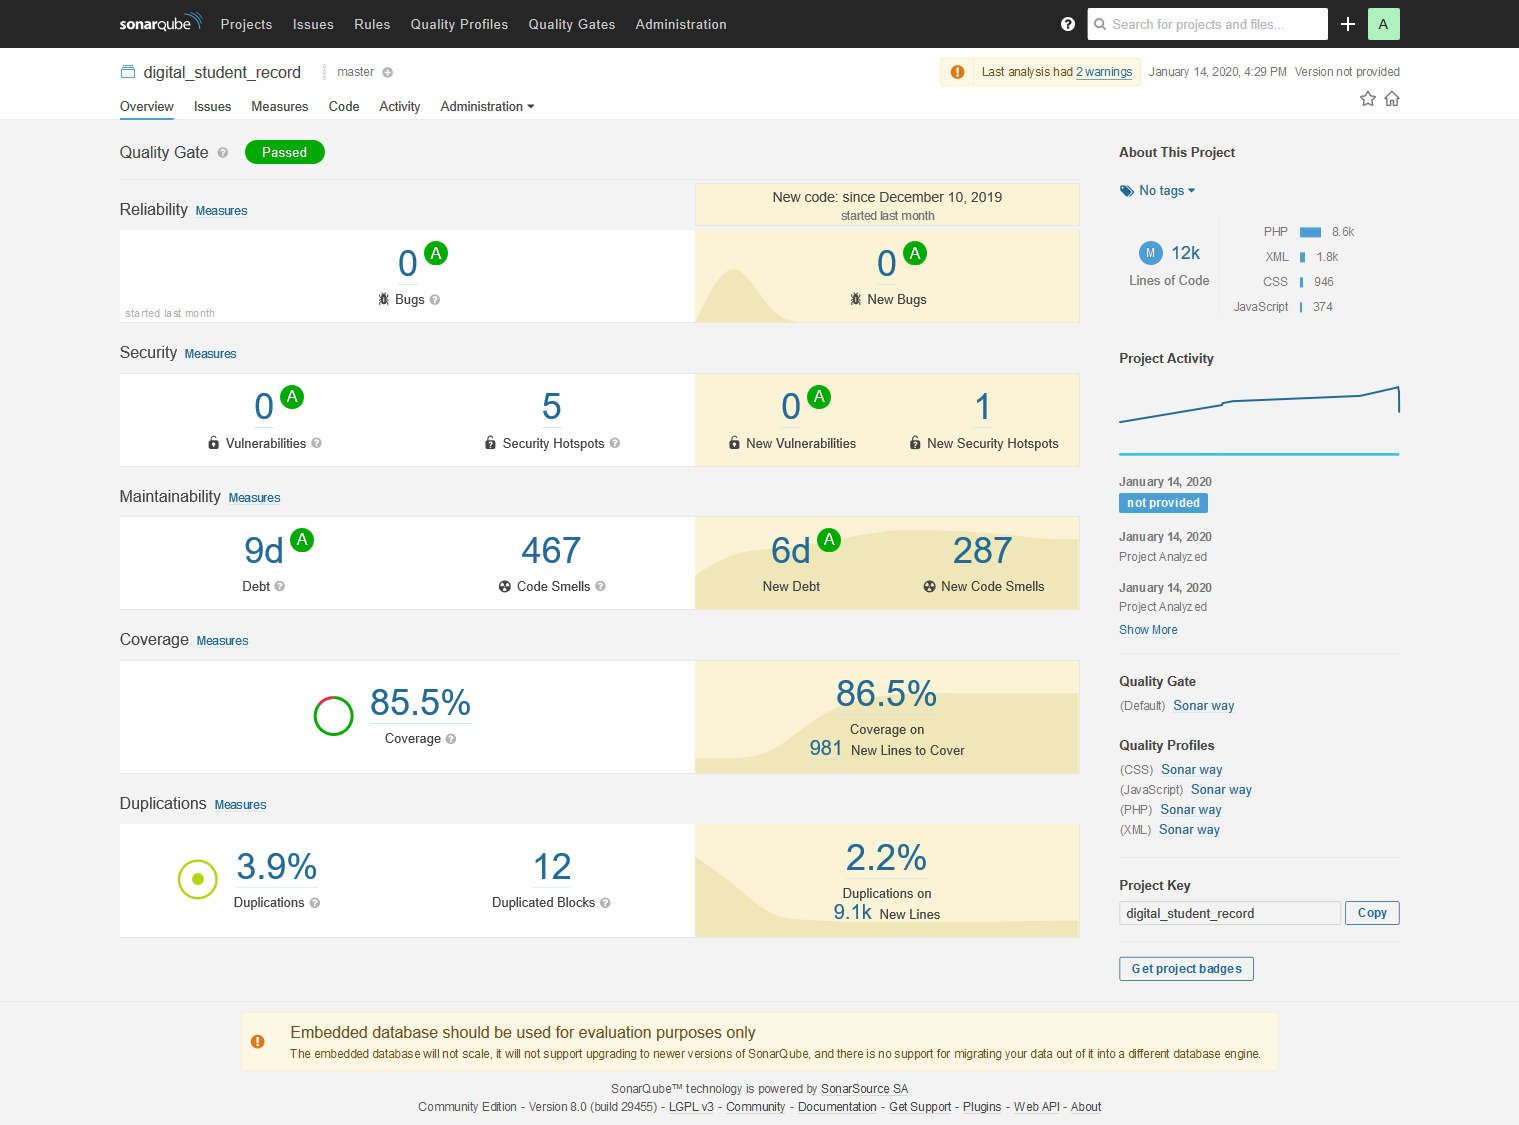 sonarqube Projects Issues Rules Quality Profiles Quality Gates Administration Search for projects and files... A
digital_student_record master Last analysis had 2 warnings January 14, 2020, 4:29 PM Version not provided
Overview Issues Measures Code Activity Administration
Quality Gate Passed
New code: since December 10, 2019
started last month
Reliability Measures
0 A
Bugs
started last month
0 A
New Bugs
Security Measures
0 A
Vulnerabilities
5
Security Hotspots
0 A
New Vulnerabilities
1
New Security Hotspots
Maintainability Measures
9d A
Debt
467
Code Smells
6d A
New Debt
287
New Code Smells
Coverage Measures
85.5%
Coverage
86.5%
Coverage on
981 New Lines to Cover
Duplications Measures
3.9%
Duplications
12
Duplicated Blocks
2.2%
Duplications on
9.1k New Lines
About This Project
No tags
M 12k
Lines of Code
PHP 8.6k
XML 1.8k
CSS 946
JavaScript 374
Project Activity
January 14, 2020
not provided
January 14, 2020
Project Analyzed
January 14, 2020
Project Analyzed
Show More
Quality Gate
(Default) Sonar way
Quality Profiles
(CSS) Sonar way
(JavaScript) Sonar way
(PHP) Sonar way
(XML) Sonar way
Project Key
digital_student_record Copy
Get project badges
Embedded database should be used for evaluation purposes only
The embedded database will not scale, it will not support upgrading to newer versions of SonarQube, and there is no support for migrating your data out of it into a different database engine.
SonarQube™ technology is powered by SonarSource SA
Community Edition - Version 8.0 (build 29455) - LGPL v3 - Community - Documentation - Get Support - Plugins - Web API - About